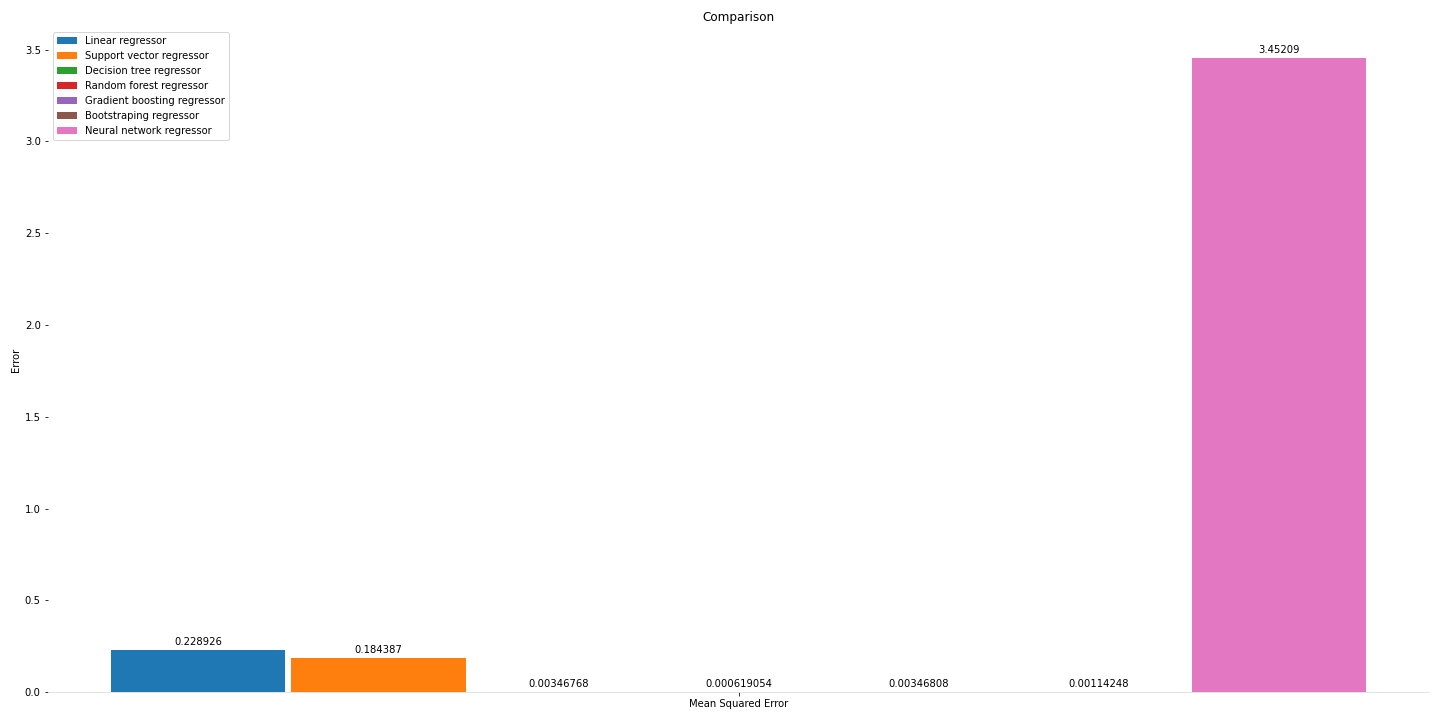 Comparison
Linear regressor
Support vector regressor
Decision tree regressor
Random forest regressor
Gradient boosting regressor
Bootstraping regressor
Neural network regressor
3.45209
3.5
3.0
2.5
2.0
Error
1.5
1.0
0.5
0.228926
0.184387
0.00346768
0.000619054
0.00346808
0.00114248
0.0
Mean Squared Error